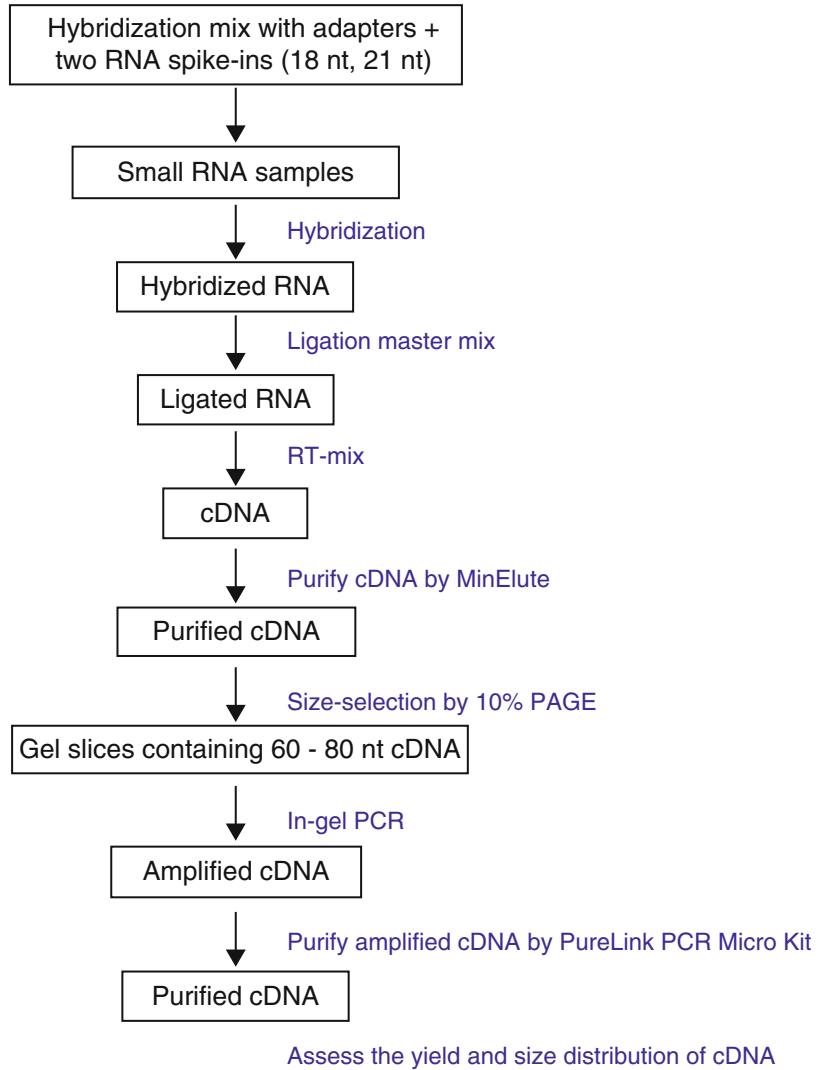 Hybridization mix with adapters +
two RNA spike-ins (18 nt, 21 nt)
Small RNA samples
Hybridization
Hybridized RNA
Ligation master mix
Ligated RNA
RT-mix
cDNA
Purify cDNA by MinElute
Purified cDNA
Size-selection by 10% PAGE
Gel slices containing 60 - 80 nt cDNA
In-gel PCR
Amplified cDNA
Purify amplified cDNA by PureLink PCR Micro Kit
Purified cDNA
Assess the yield and size distribution of cDNA